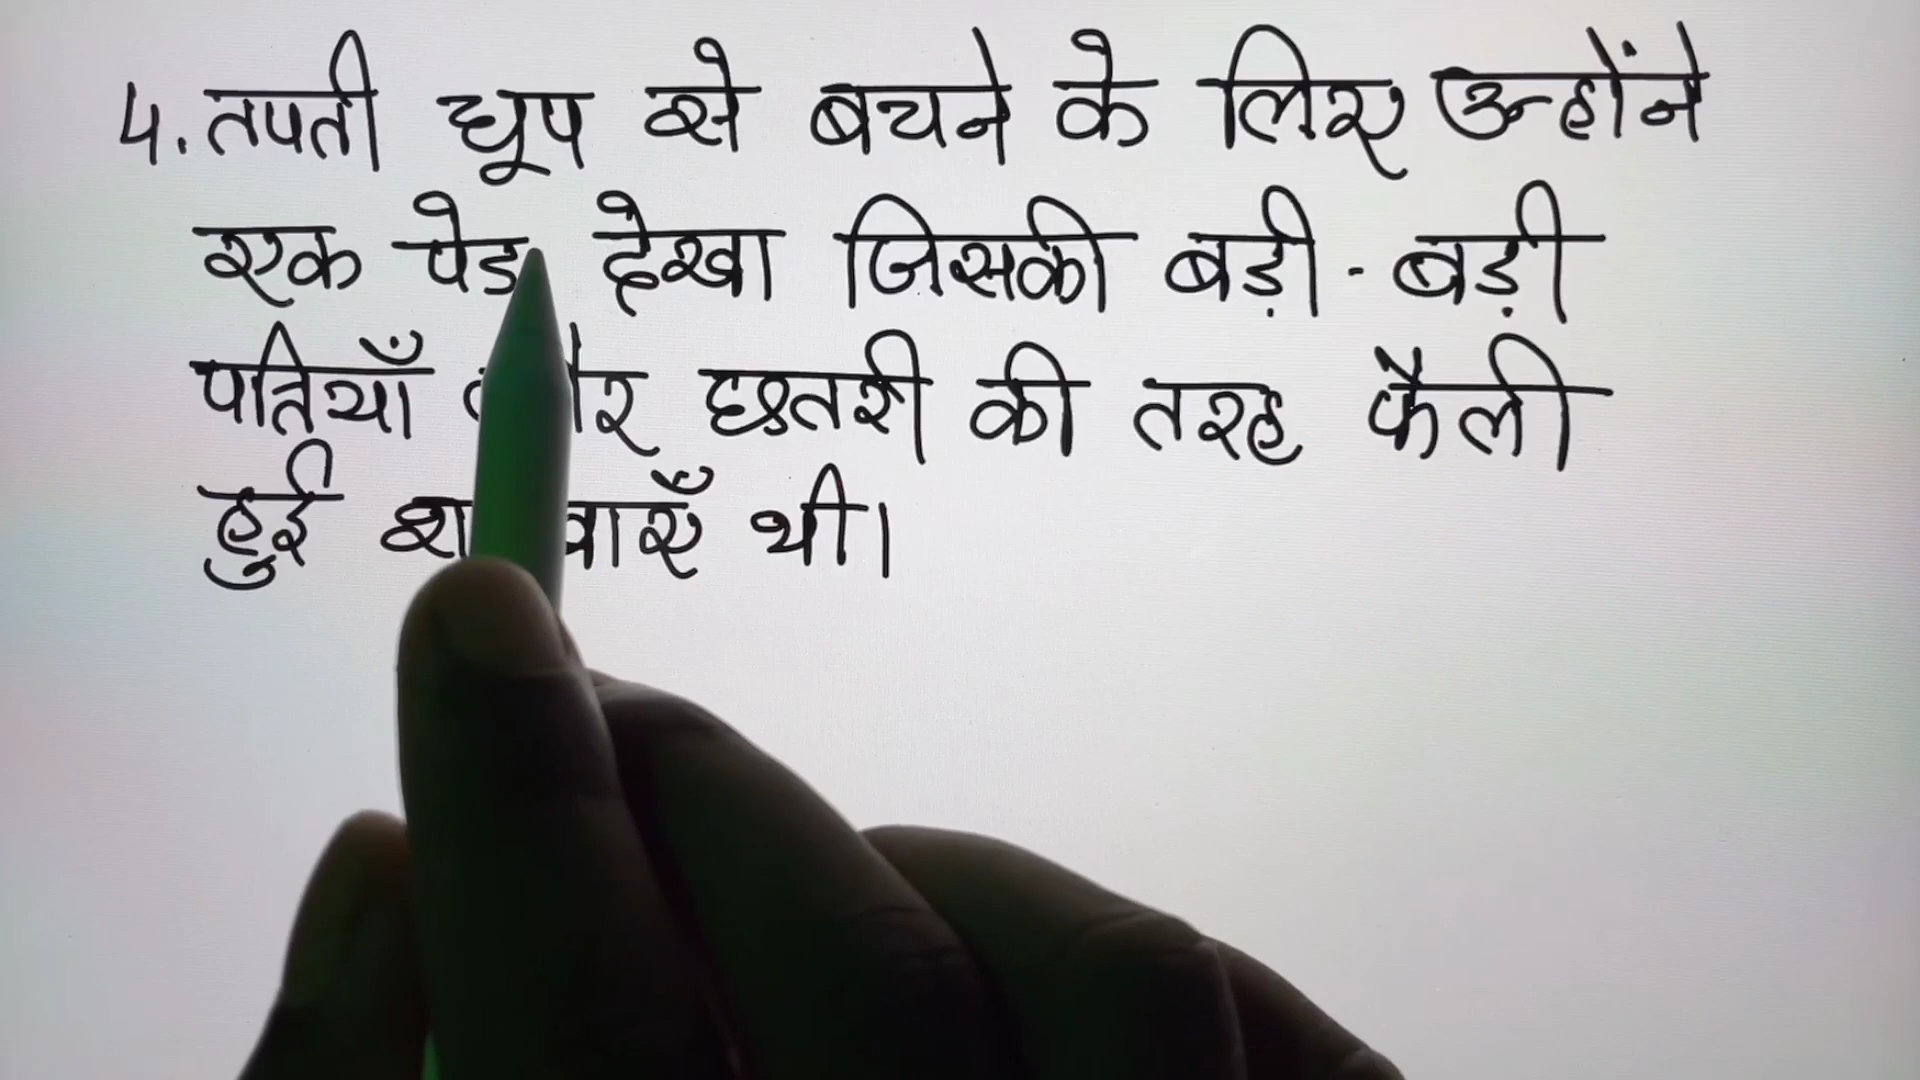 4. तपती धूप से बचने के लिए उन्होंने
एक पेड देखा जिसकी बड़ी - बड़ी
पतियाँ छतरी की तरह फैली
हुई थी।